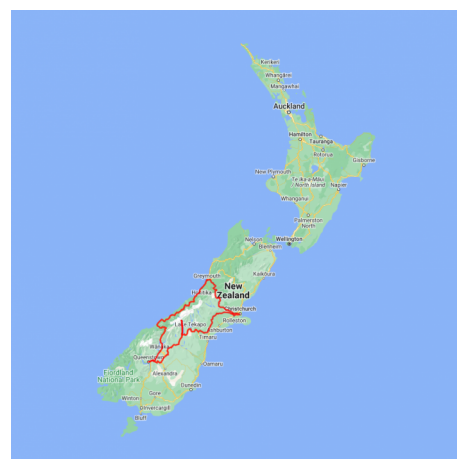 Kerikeri
Whangārei
Mangawhai
Auckland
Hamilton
Tauranga
Rotorua
Gisborne
New Plymouth
Te Ika-a-Māui
North Island
Napier
Whanganui
Palmerston
North
Nelson
Wellington
Blenheim
Greymouth
Kaikōura
New
Zealand
Hokitika
Christchurch
Rolleston
Lake Tekapo
Ashburton
Timaru
Wānaka
Queenstown
Oamaru
Fiordland
National Park
Alexandra
Dunedin
Gore
Winton
Invercargill
Bluff